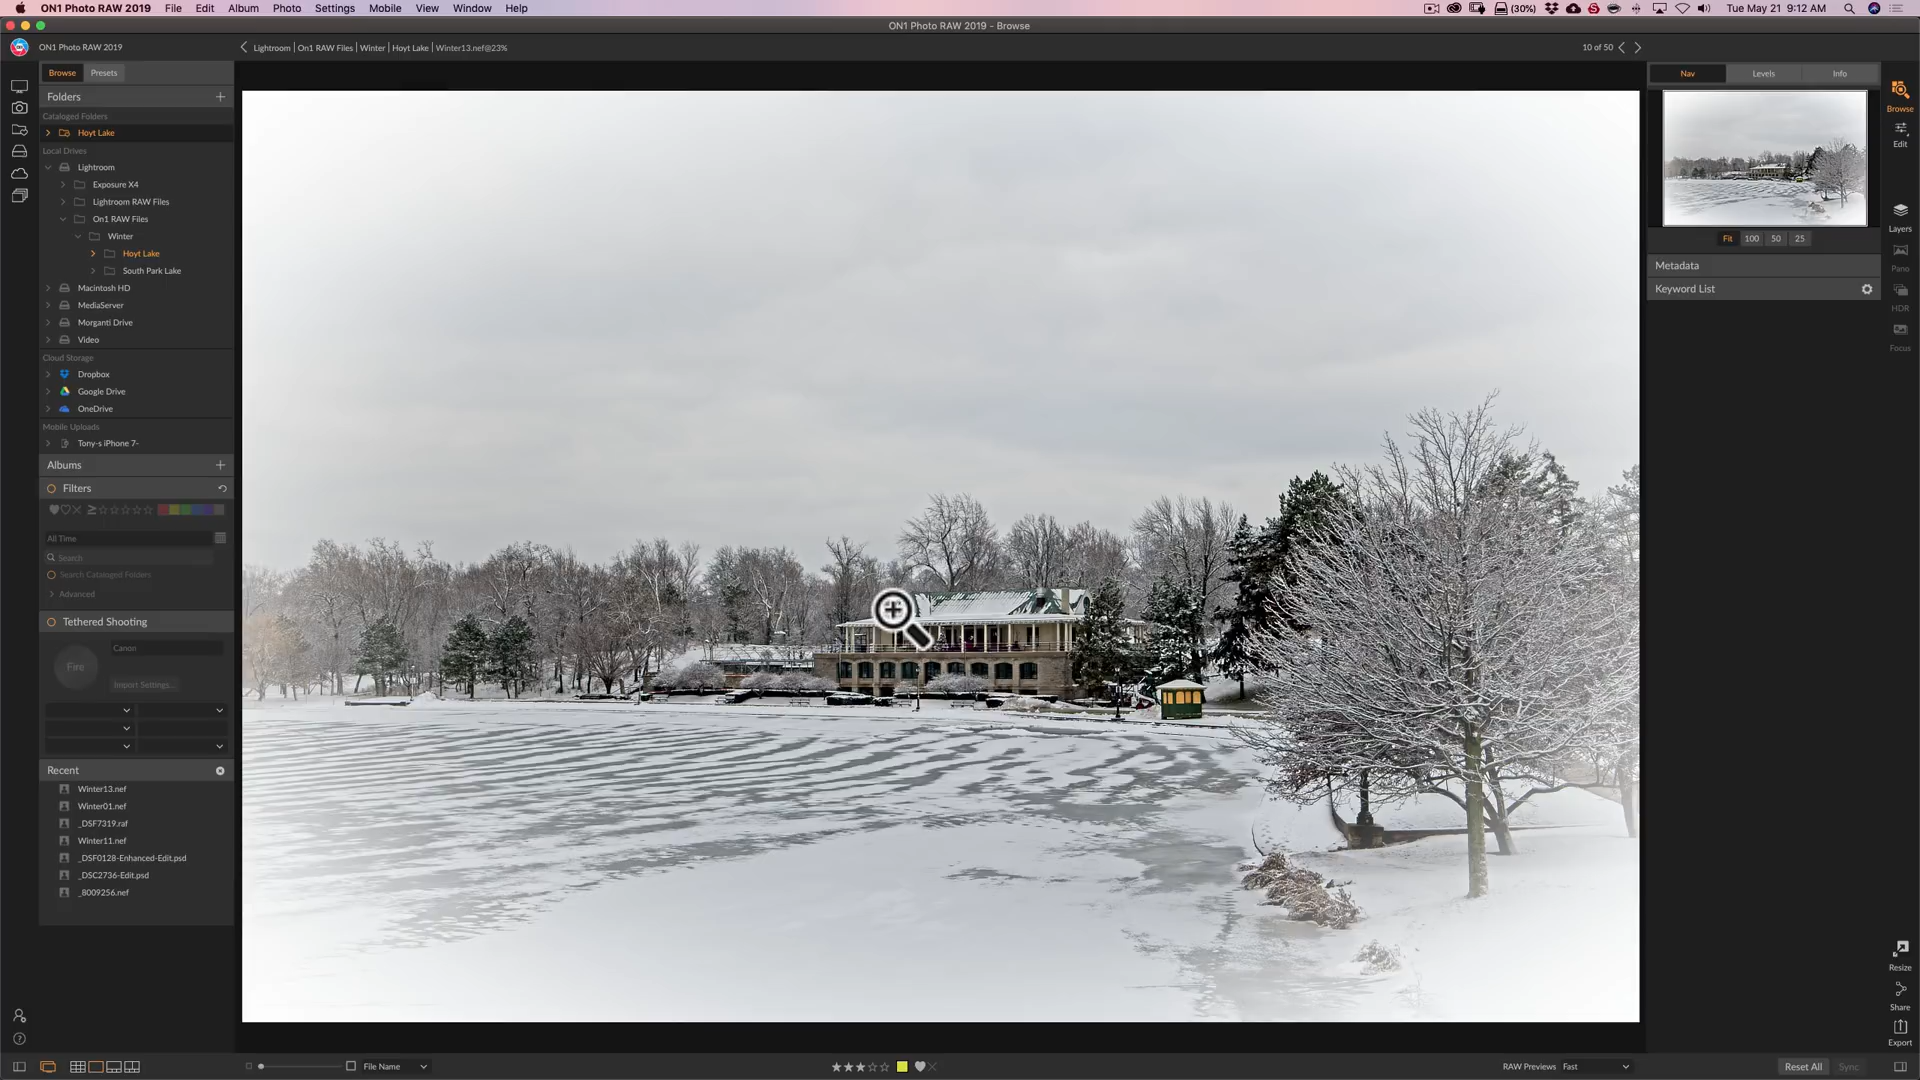 ON1 Photo RAW 2019 File Edit Album Photo Settings Mobile View Window Help
(30%) Tue May 21 9:12 AM
ON1 Photo RAW 2019 - Browse
ON1 Photo RAW 2019
Lightroom | On1 RAW Files | Winter | Hoyt Lake | Winter13.nef@23%
10 of 50
Browse Presets
Folders
Cataloged Folders
Hoyt Lake
Local Drives
Lightroom
Exposure X4
Lightroom RAW Files
On1 RAW Files
Winter
Hoyt Lake
South Park Lake
Macintosh HD
MediaServer
Morganti Drive
Video
Cloud Storage
Dropbox
Google Drive
OneDrive
Mobile Uploads
Tony-s iPhone 7-
Albums
Filters
All Time
Search
Search Cataloged Folders
Advanced
Tethered Shooting
Canon
Fire
Import Settings...
Recent
Winter13.nef
Winter01.nef
_DSF7319.raf
Winter11.nef
_DSF0128-Enhanced-Edit.psd
_DSC2736-Edit.psd
_8009256.nef
File Name
Nav Levels Info
Fit 100 50 25
Metadata
Keyword List
Browse
Edit
Layers
Pano
HDR
Focus
Resize
Share
Export
RAW Previews Fast
Reset All Sync